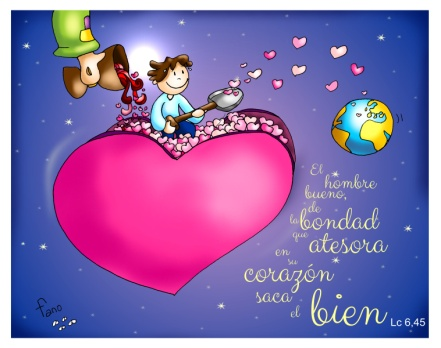 El
hombre
bueno,
de
la bondad
que
atesora
en
su
corazón
saca
el bien
Lc 6,45
fano